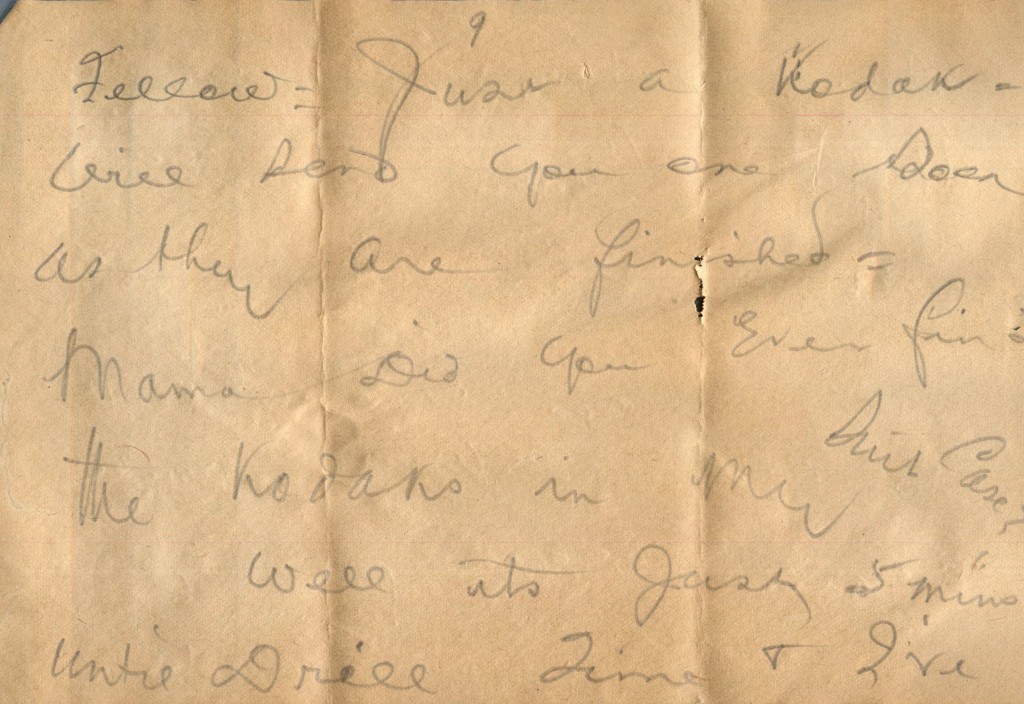 9
Fellow = Just a Kodak -
Will send you one soon
as they are finished =
Mama Did you Ever find
the Kodaks in My Suit Case?
Well its Just 5 mins
Until Drill Time + I've